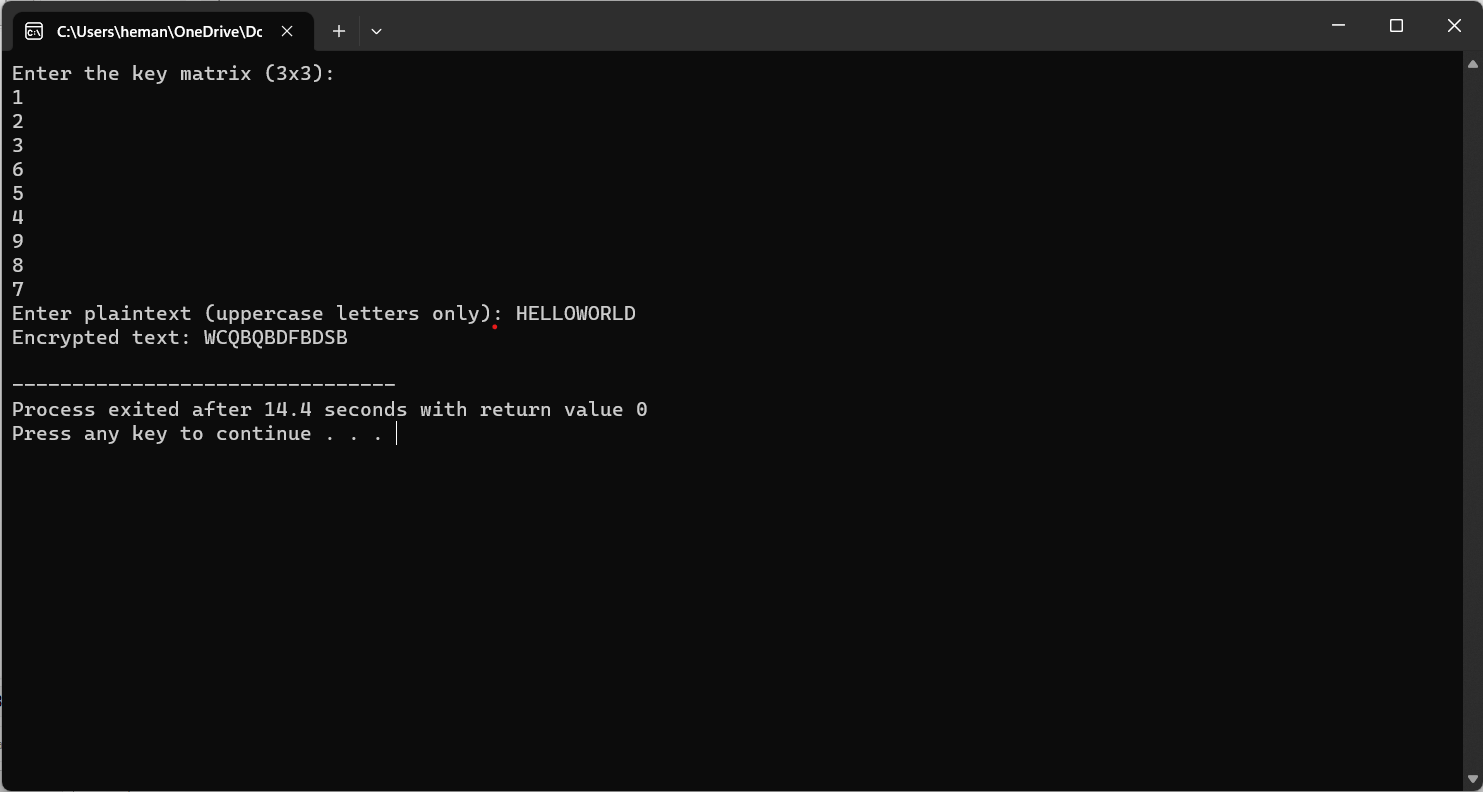 C:\Users\heman\OneDrive\Dc
Enter the key matrix (3x3):
1
2
3
6
5
4
9
8
7
Enter plaintext (uppercase letters only): HELLOWORLD
Encrypted text: WCQBQBDFBDSB
--------------------------------
Process exited after 14.4 seconds with return value 0
Press any key to continue . . .